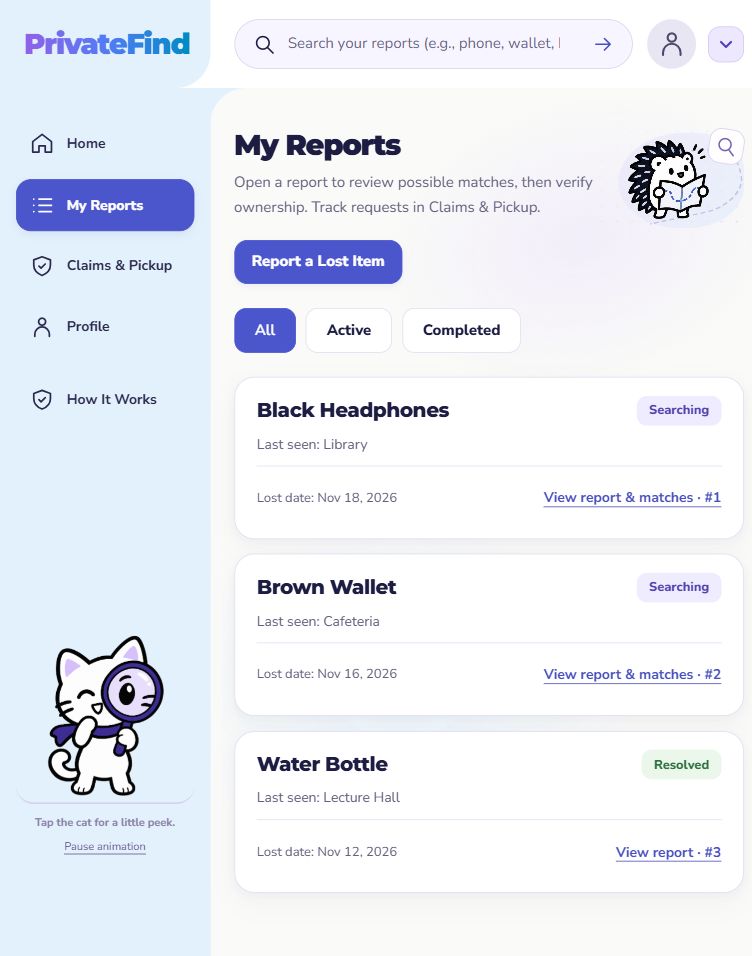 PrivateFind
Search your reports (e.g., phone, wallet,
Home
My Reports
Claims & Pickup
Profile
How It Works
Tap the cat for a little peek.
Pause animation
My Reports
Open a report to review possible matches, then verify
ownership. Track requests in Claims & Pickup.
Report a Lost Item
All
Active
Completed
Black Headphones
Searching
Last seen: Library
Lost date: Nov 18, 2026
View report & matches · #1
Brown Wallet
Searching
Last seen: Cafeteria
Lost date: Nov 16, 2026
View report & matches · #2
Water Bottle
Resolved
Last seen: Lecture Hall
Lost date: Nov 12, 2026
View report · #3